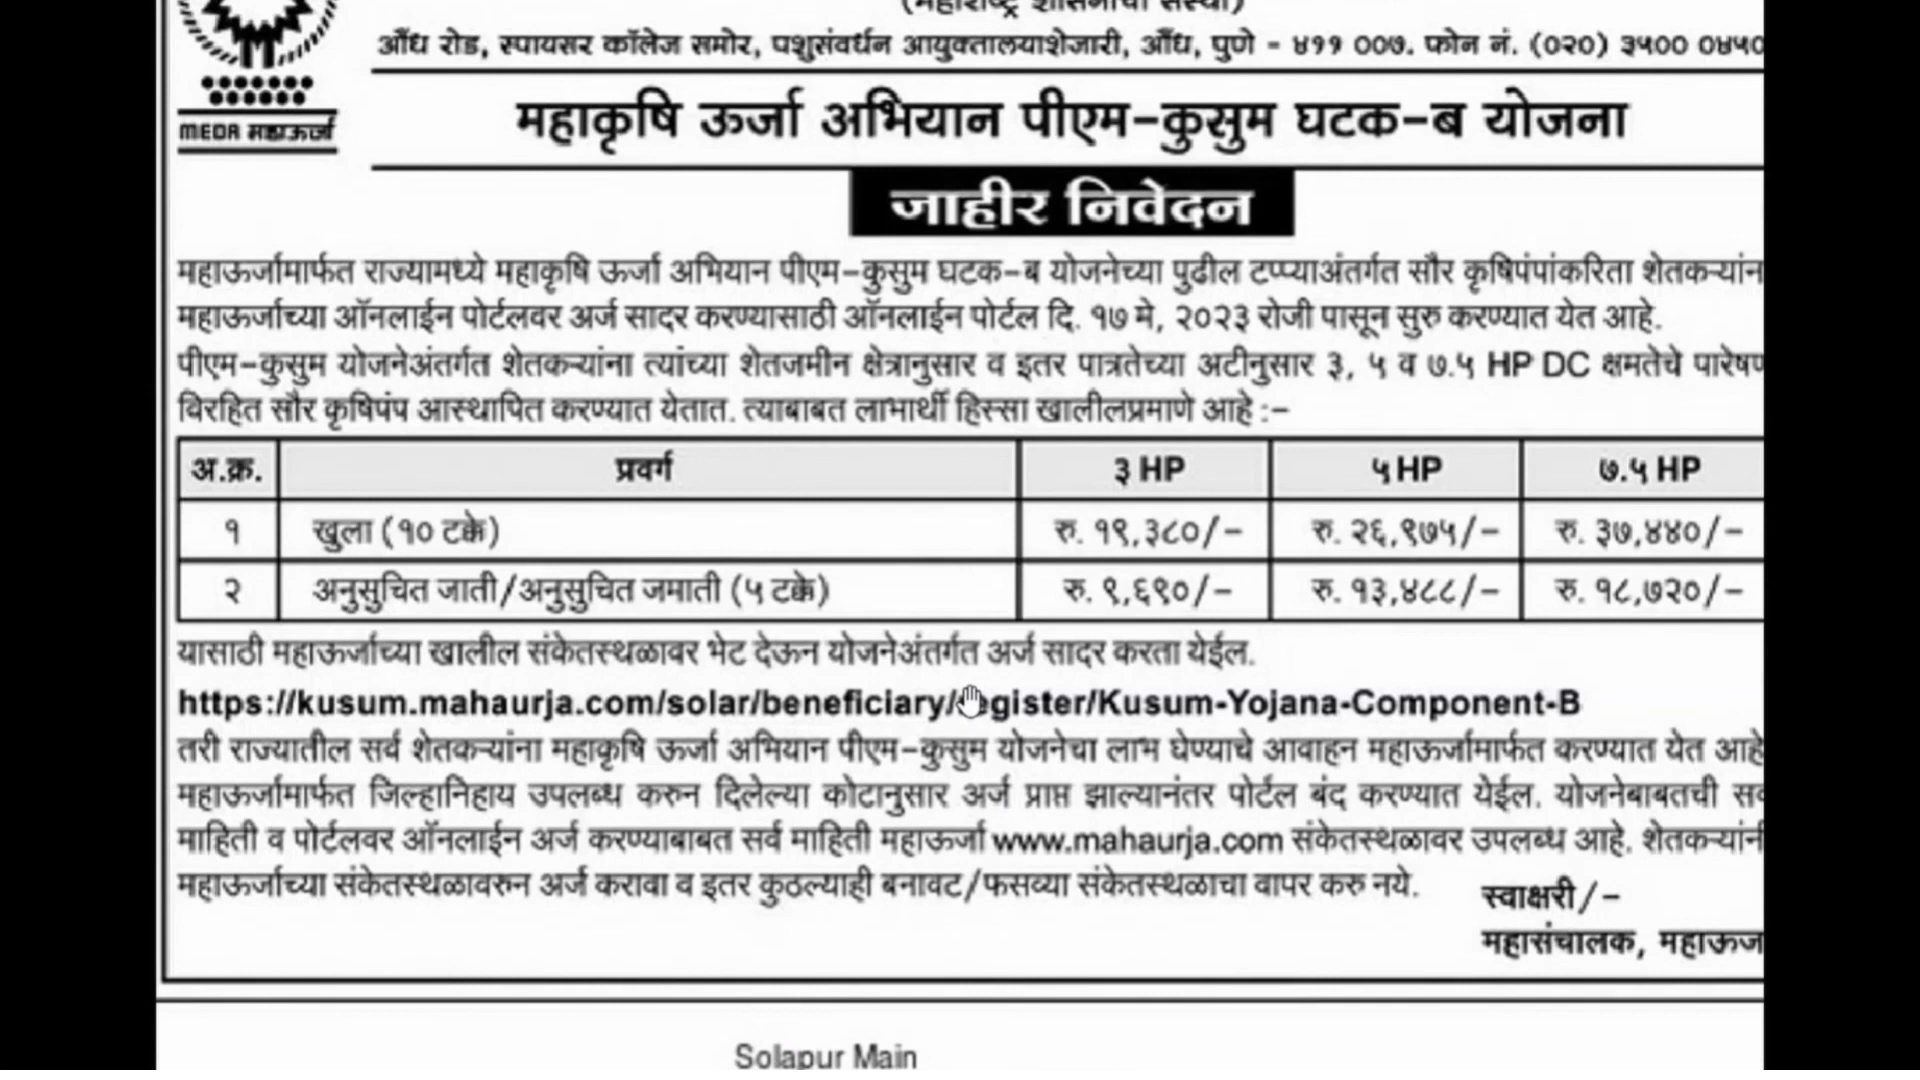 (महाराष्ट्र शासनाची संस्था)
औंध रोड, स्पायसर कॉलेज समोर, पशुसंवर्धन आयुक्तालयाशेजारी, औंध, पुणे - ४११ ००७. फोन नं. (०२०) ३५०० ०४५०
MEDA महाऊर्जा
महाकृषि ऊर्जा अभियान पीएम-कुसुम घटक-ब योजना
जाहीर निवेदन
महाऊर्जामार्फत राज्यामध्ये महाकृषि ऊर्जा अभियान पीएम-कुसुम घटक-ब योजनेच्या पुढील टप्प्याअंतर्गत सौर कृषिपंपांकरिता शेतकऱ्यांन
महाऊर्जाच्या ऑनलाईन पोर्टलवर अर्ज सादर करण्यासाठी ऑनलाईन पोर्टल दि. १७ मे, २०२३ रोजी पासून सुरु करण्यात येत आहे.
पीएम-कुसुम योजनेअंतर्गत शेतकऱ्यांना त्यांच्या शेतजमीन क्षेत्रानुसार व इतर पात्रतेच्या अटीनुसार ३, ५ व ७.५ HP DC क्षमतेचे पारेषण
विरहित सौर कृषिपंप आस्थापित करण्यात येतात. त्याबाबत लाभार्थी हिस्सा खालीलप्रमाणे आहे :-
अ.क्र. प्रवर्ग ३ HP ५ HP ७.५ HP
१ खुला (१० टक्के) रु. १९,३८०/- रु. २६,९७५/- रु. ३७,४४०/-
२ अनुसुचित जाती/अनुसुचित जमाती (५ टक्के) रु. ९,६९०/- रु. १३,४८८/- रु. १८,७२०/-
यासाठी महाऊर्जाच्या खालील संकेतस्थळावर भेट देऊन योजनेअंतर्गत अर्ज सादर करता येईल.
https://kusum.mahaurja.com/solar/beneficiary/register/Kusum-Yojana-Component-B
तरी राज्यातील सर्व शेतकऱ्यांना महाकृषि ऊर्जा अभियान पीएम-कुसुम योजनेचा लाभ घेण्याचे आवाहन महाऊर्जामार्फत करण्यात येत आहे
महाऊर्जामार्फत जिल्हानिहाय उपलब्ध करुन दिलेल्या कोटानुसार अर्ज प्राप्त झाल्यानंतर पोर्टल बंद करण्यात येईल. योजनेबाबतची सर्व
माहिती व पोर्टलवर ऑनलाईन अर्ज करण्याबाबत सर्व माहिती महाऊर्जा www.mahaurja.com संकेतस्थळावर उपलब्ध आहे. शेतकऱ्यांनी
महाऊर्जाच्या संकेतस्थळावरुन अर्ज करावा व इतर कुठल्याही बनावट/फसव्या संकेतस्थळाचा वापर करु नये.
स्वाक्षरी/-
महासंचालक, महाऊर्जा
Solapur Main